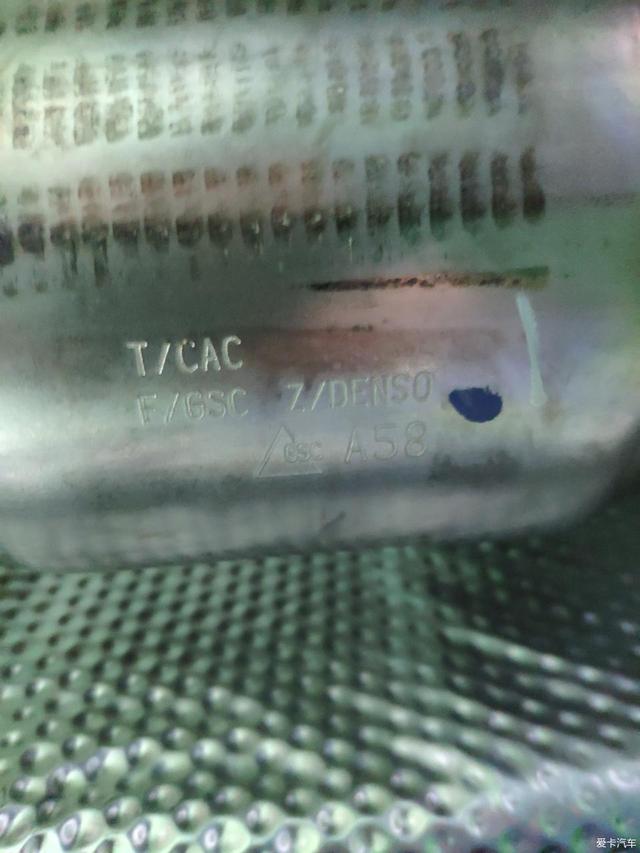 T/CAC
F/GSC Z/DENSO
GSC A58
爱卡汽车